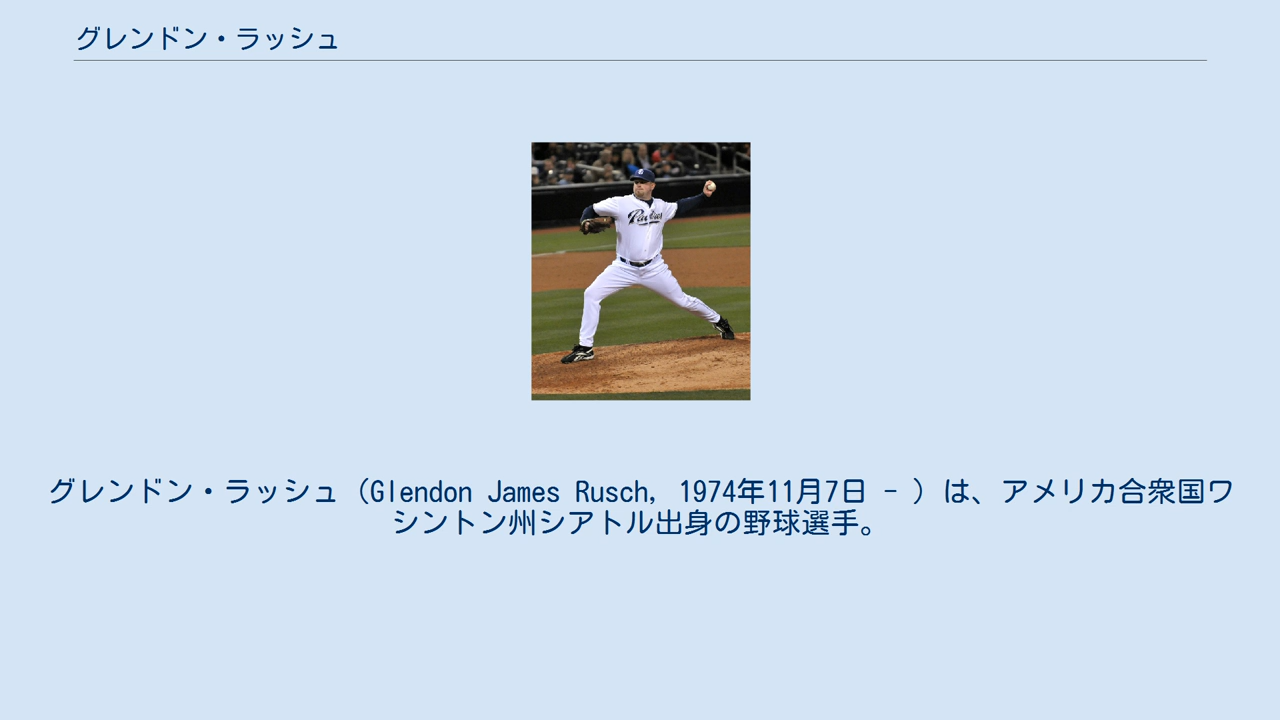 グレンドン・ラッシュ
Padres
グレンドン・ラッシュ（Glendon James Rusch, 1974年11月7日 - ）は、アメリカ合衆国ワ
シントン州シアトル出身の野球選手。